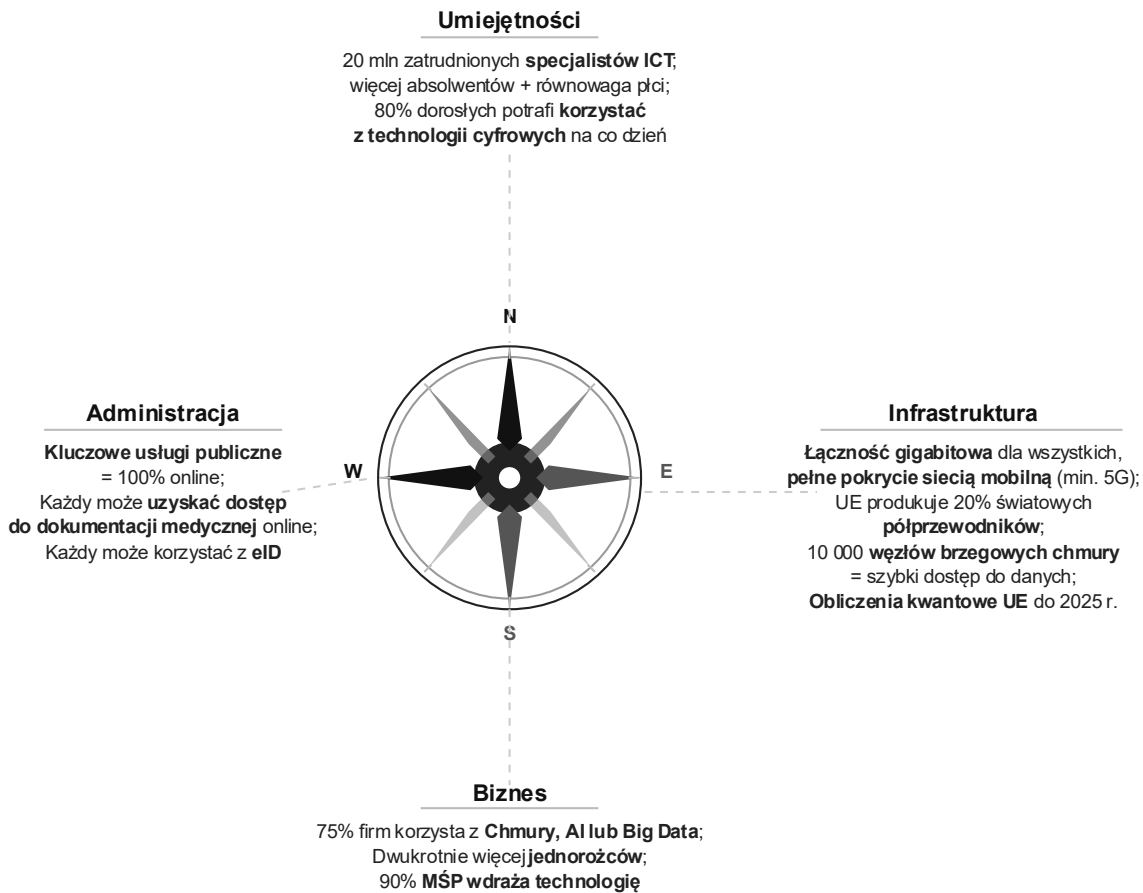 Umiejętności
20 mln zatrudnionych specjalistów ICT;
więcej absolwentów + równowaga płci;
80% dorosłych potrafi korzystać
z technologii cyfrowych na co dzień
N
Administracja
Kluczowe usługi publiczne
= 100% online;
Każdy może uzyskać dostęp
do dokumentacji medycznej online;
Każdy może korzystać z eID
W
E
Infrastruktura
Łączność gigabitowa dla wszystkich,
pełne pokrycie siecią mobilną (min. 5G);
UE produkuje 20% światowych
półprzewodników;
10 000 węzłów brzegowych chmury
= szybki dostęp do danych;
Obliczenia kwantowe UE do 2025 r.
S
Biznes
75% firm korzysta z Chmury, AI lub Big Data;
Dwukrotnie więcej jednorożców;
90% MŚP wdraża technologię